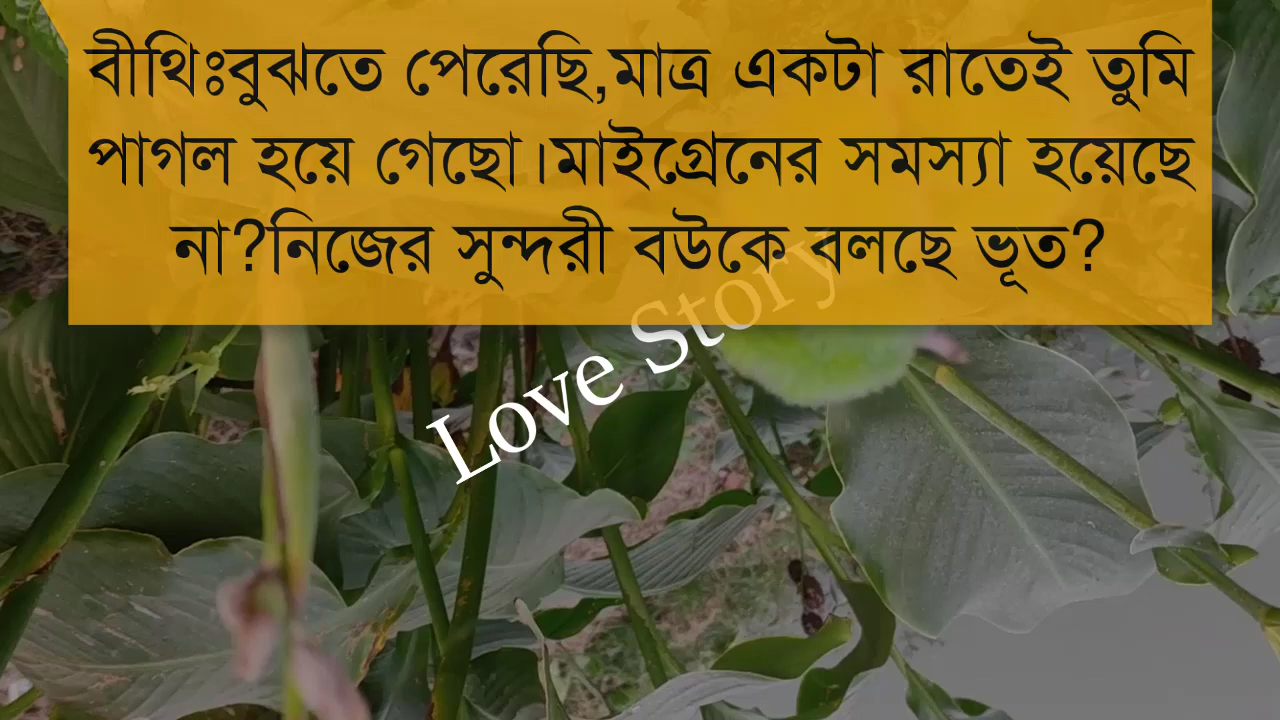 বীথিঃবুঝতে পেরেছি,মাত্র একটা রাতেই তুমি
পাগল হয়ে গেছো।মাইগ্রেনের সমস্যা হয়েছে
না?নিজের সুন্দরী বউকে বলছে ভূত?
Love Story